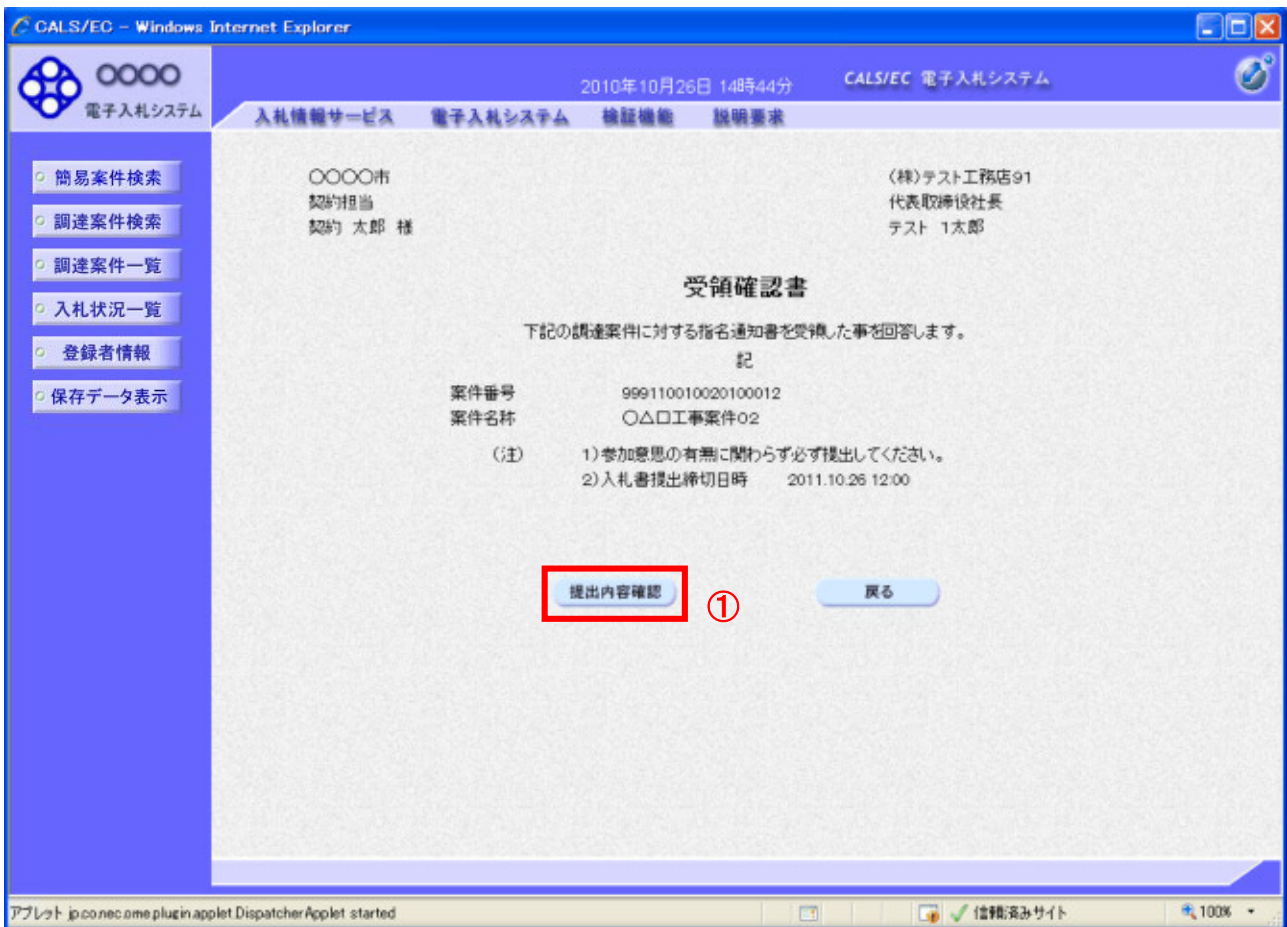 CALS/EC - Windows Internet Explorer
○○○○
電子入札システム
2010年10月26日 14時44分
CALS/EC 電子入札システム
入札情報サービス 電子入札システム 検証機能 説明要求
簡易案件検索
調達案件検索
調達案件一覧
入札状況一覧
登録者情報
保存データ表示
○○○○市
契約担当
契約 太郎 様
(株)テスト工務店91
代表取締役社長
テスト 1太郎
受領確認書
下記の調達案件に対する指名通知書を受領した事を回答します。
記
案件番号 999110010020100012
案件名称 ○△口工事案件02
(注) 1)参加意思の有無に関わらず必ず提出してください。
2)入札書提出締切日時 2011.10.26 12:00
提出内容確認
①
戻る
アプレット jp.co.nec.ome.plugin.applet.DispatcherApplet started
信頼済みサイト
100%